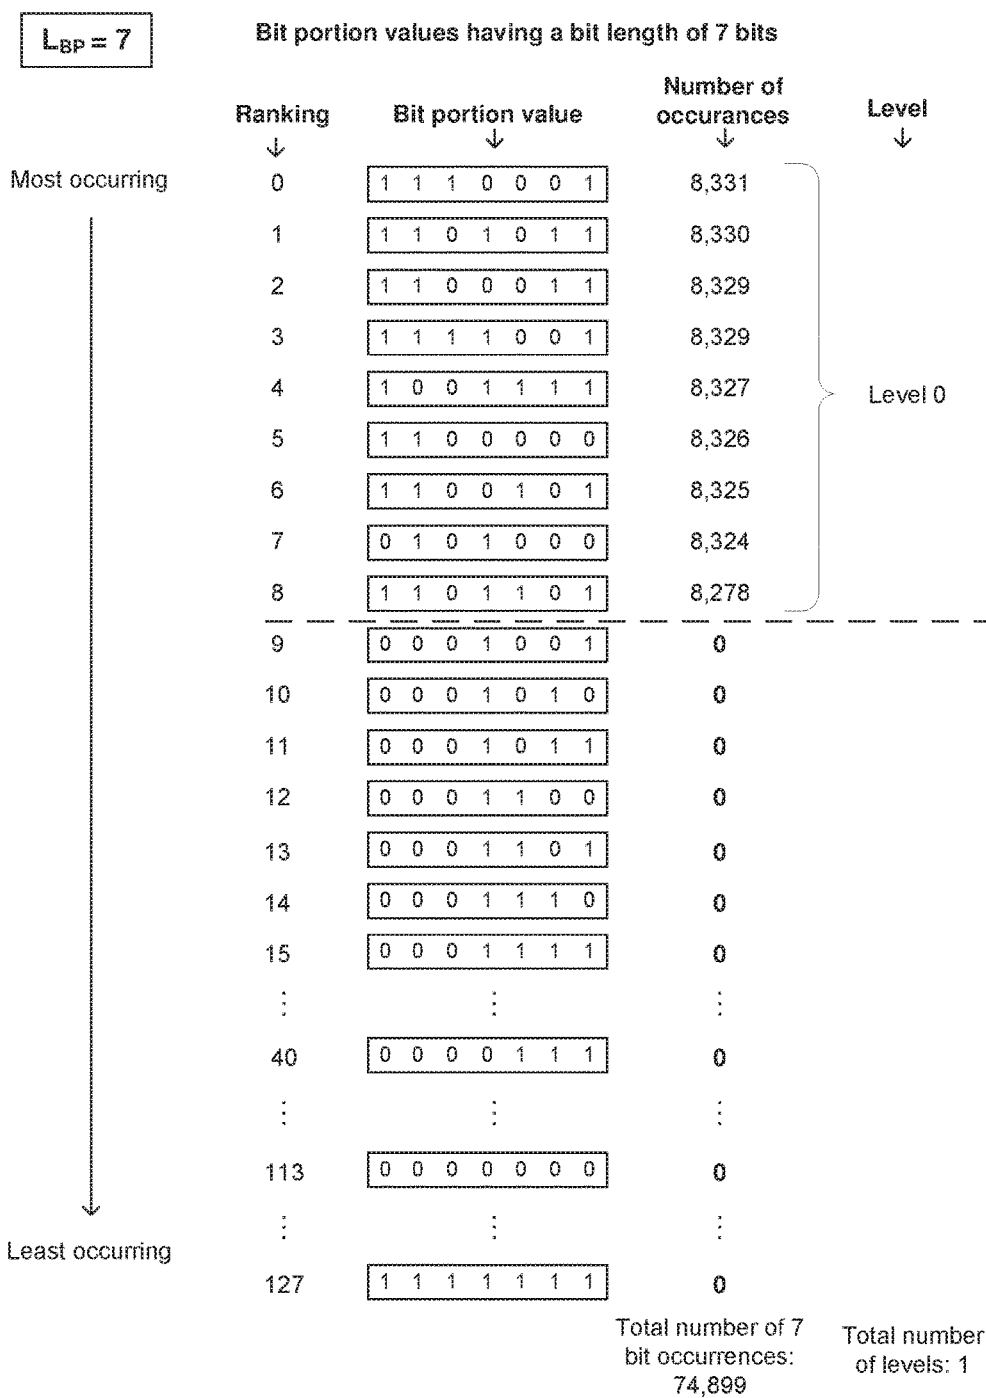 L_BP = 7
Bit portion values having a bit length of 7 bits
Ranking Bit portion value Number of occurances Level
Most occurring
0 1 1 1 0 0 0 1 8,331
1 1 1 0 1 0 1 1 8,330
2 1 1 0 0 0 1 1 8,329
3 1 1 1 1 0 0 1 8,329
4 1 0 0 1 1 1 1 8,327
Level 0
5 1 1 0 0 0 0 0 8,326
6 1 1 0 0 1 0 1 8,325
7 0 1 0 1 0 0 0 8,324
8 1 1 0 1 1 0 1 8,278
9 0 0 0 1 0 0 1 0
10 0 0 0 1 0 1 0 0
11 0 0 0 1 0 1 1 0
12 0 0 0 1 1 0 0 0
13 0 0 0 1 1 0 1 0
14 0 0 0 1 1 1 0 0
15 0 0 0 1 1 1 1 0
40 0 0 0 0 1 1 1 0
113 0 0 0 0 0 0 0 0
Least occurring
127 1 1 1 1 1 1 1 0
Total number of 7
bit occurrences:
74,899
Total number
of levels: 1